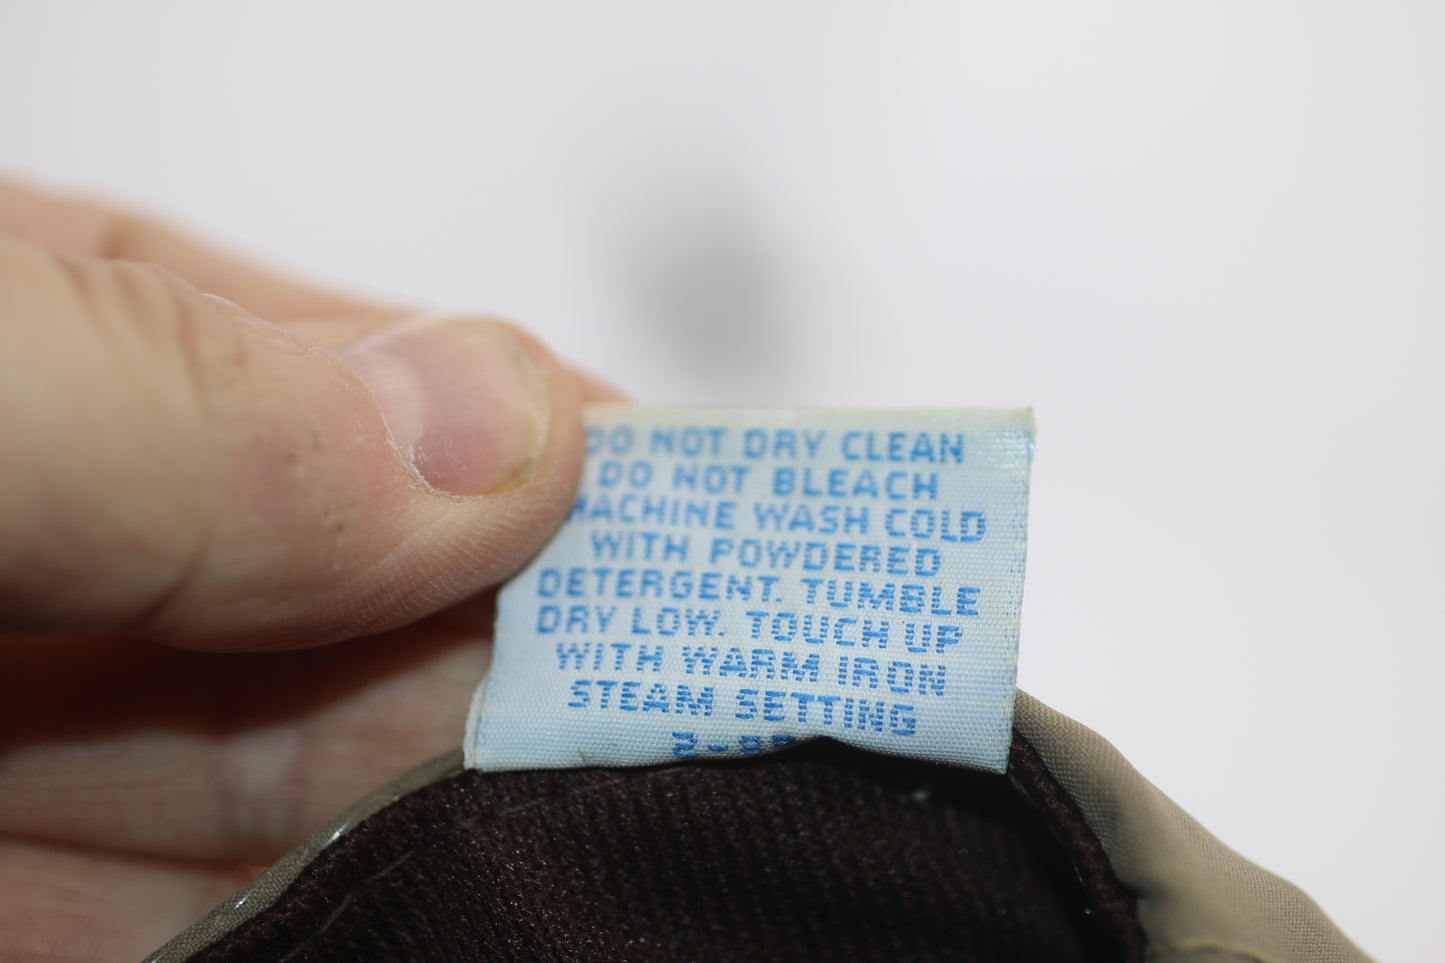 DO NOT DRY CLEAN
DO NOT BLEACH
MACHINE WASH COLD
WITH POWDERED
DETERGENT. TUMBLE
DRY LOW. TOUCH UP
WITH WARM IRON
STEAM SETTING